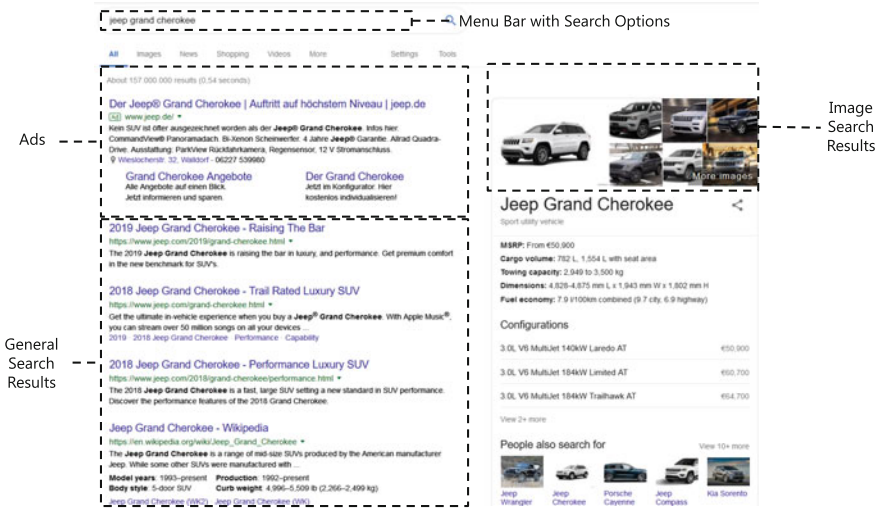 jeep grand cherokee
Menu Bar with Search Options
All Images News Shopping Videos More Settings Tools
About 157 000 000 results (0,54 seconds)
Ads
Der Jeep® Grand Cherokee | Auftritt auf höchstem Niveau | jeep.de
Ad www.jeep.de/
Kein SUV ist öfter ausgezeichnet worden als der Jeep® Grand Cherokee. Infos hier.
CommandView® Panoramadach. Bi-Xenon Scheinwerfer. 4 Jahre Jeep® Garantie. Allrad Quadra-
Drive. Ausstattung: ParkView Rückfahrkamera, Regensensor, 12 V Stromanschluss.
Wieslocherstr. 32, Walldorf - 06227 539980
Grand Cherokee Angebote
Alle Angebote auf einen Blick.
Jetzt informieren und sparen.
Der Grand Cherokee
Jetzt im Konfigurator: Hier
kostenlos individualisieren!
General
Search
Results
2019 Jeep Grand Cherokee - Raising The Bar
https://www.jeep.com/2019/grand-cherokee.html
The 2019 Jeep Grand Cherokee is raising the bar in luxury, and performance. Get premium comfort
in the new benchmark for SUV's.
2018 Jeep Grand Cherokee - Trail Rated Luxury SUV
https://www.jeep.com/grand-cherokee.html
Get the ultimate in-vehicle experience when you buy a Jeep® Grand Cherokee. With Apple Music®,
you can stream over 50 million songs on all your devices ...
2019 · 2018 Jeep Grand Cherokee · Performance · Capability
2018 Jeep Grand Cherokee - Performance Luxury SUV
https://www.jeep.com/2018/grand-cherokee/performance.html
The 2018 Jeep Grand Cherokee is a fast, large SUV setting a new standard in SUV performance.
Discover the performance features of the 2018 Grand Cherokee.
Jeep Grand Cherokee - Wikipedia
https://en.wikipedia.org/wiki/Jeep_Grand_Cherokee
The Jeep Grand Cherokee is a range of mid-size SUVs produced by the American manufacturer
Jeep. While some other SUVs were manufactured with ...
Model years: 1993–present Production: 1992–present
Body style: 5-door SUV Curb weight: 4,996–5,509 lb (2,266–2,499 kg)
Jeep Grand Cherokee (WK2) · Jeep Grand Cherokee (WK)
Image
Search
Results
More images
Jeep Grand Cherokee
Sport utility vehicle
MSRP: From €50,900
Cargo volume: 782 L, 1,554 L with seat area
Towing capacity: 2,949 to 3,500 kg
Dimensions: 4,828-4,875 mm L x 1,943 mm W x 1,802 mm H
Fuel economy: 7.9 l/100km combined (9.7 city, 6.9 highway)
Configurations
3.0L V6 MultiJet 140kW Laredo AT €50,900
3.0L V6 MultiJet 184kW Limited AT €60,700
3.0L V6 MultiJet 184kW Trailhawk AT €64,700
View 2+ more
People also search for View 10+ more
Jeep
Wrangler
Jeep
Cherokee
Porsche
Cayenne
Jeep
Compass
Kia Sorento